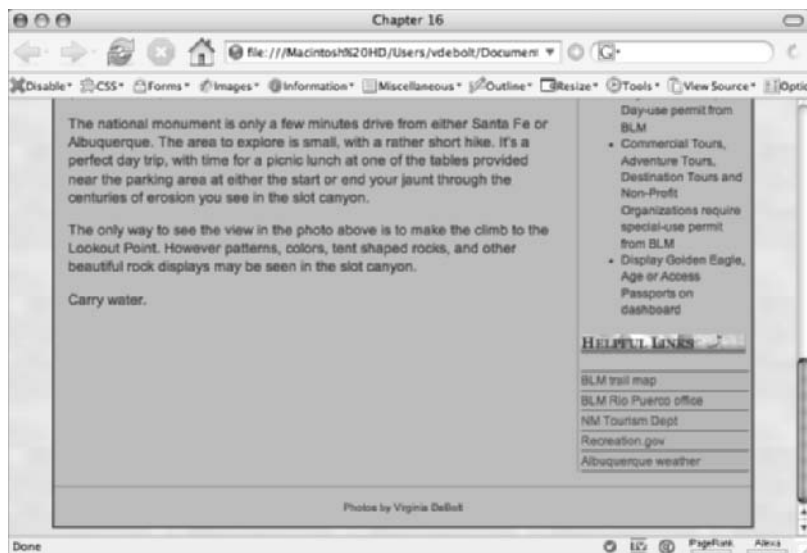 Chapter 16
file:///Macintosh%20HD/Users/vdebolt/Document
Disable CSS Forms Images Information Miscellaneous Outline Resize Tools View Source Optio
The national monument is only a few minutes drive from either Santa Fe or
Albuquerque. The area to explore is small, with a rather short hike. It's a
perfect day trip, with time for a picnic lunch at one of the tables provided
near the parking area at either the start or end your jaunt through the
centuries of erosion you see in the slot canyon.
The only way to see the view in the photo above is to make the climb to the
Lookout Point. However patterns, colors, tent shaped rocks, and other
beautiful rock displays may be seen in the slot canyon.
Carry water.
Day-use permit from
BLM
• Commercial Tours,
Adventure Tours,
Destination Tours and
Non-Profit
Organizations require
special-use permit
from BLM
• Display Golden Eagle,
Age or Access
Passports on
dashboard
HELPFUL LINKS
BLM trail map
BLM Rio Puerco office
NM Tourism Dept
Recreation.gov
Albuquerque weather
Photos by Virginia DeBolt
Done
PageRank Alexa